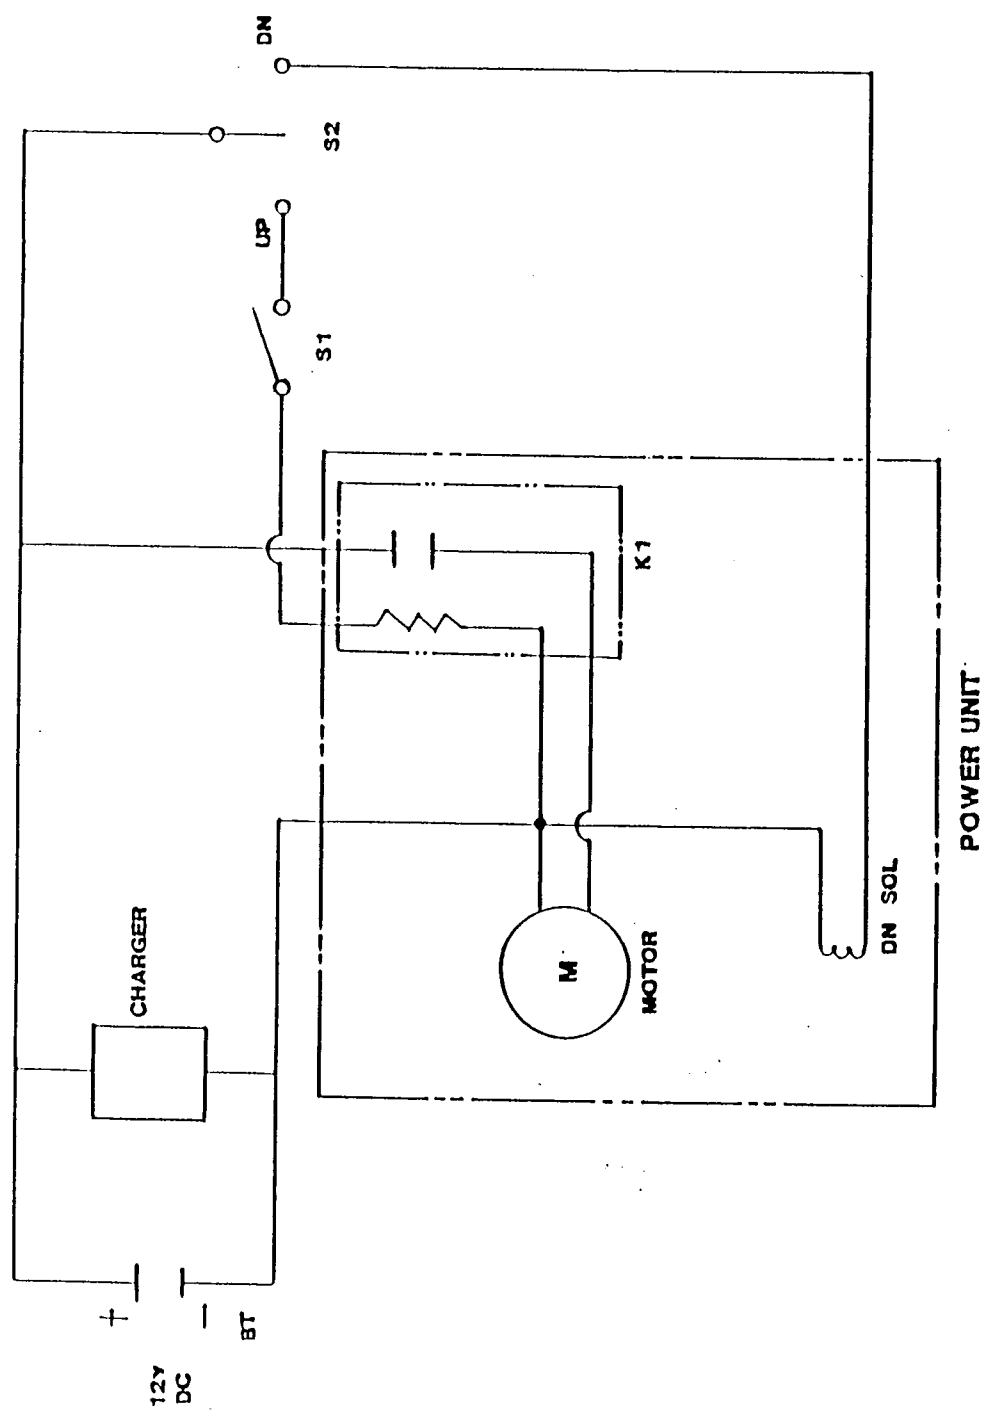 12V
DC
+
−
BT
CHARGER
M
MOTOR
DN SOL
K1
S1
UP
S2
DN
POWER UNIT